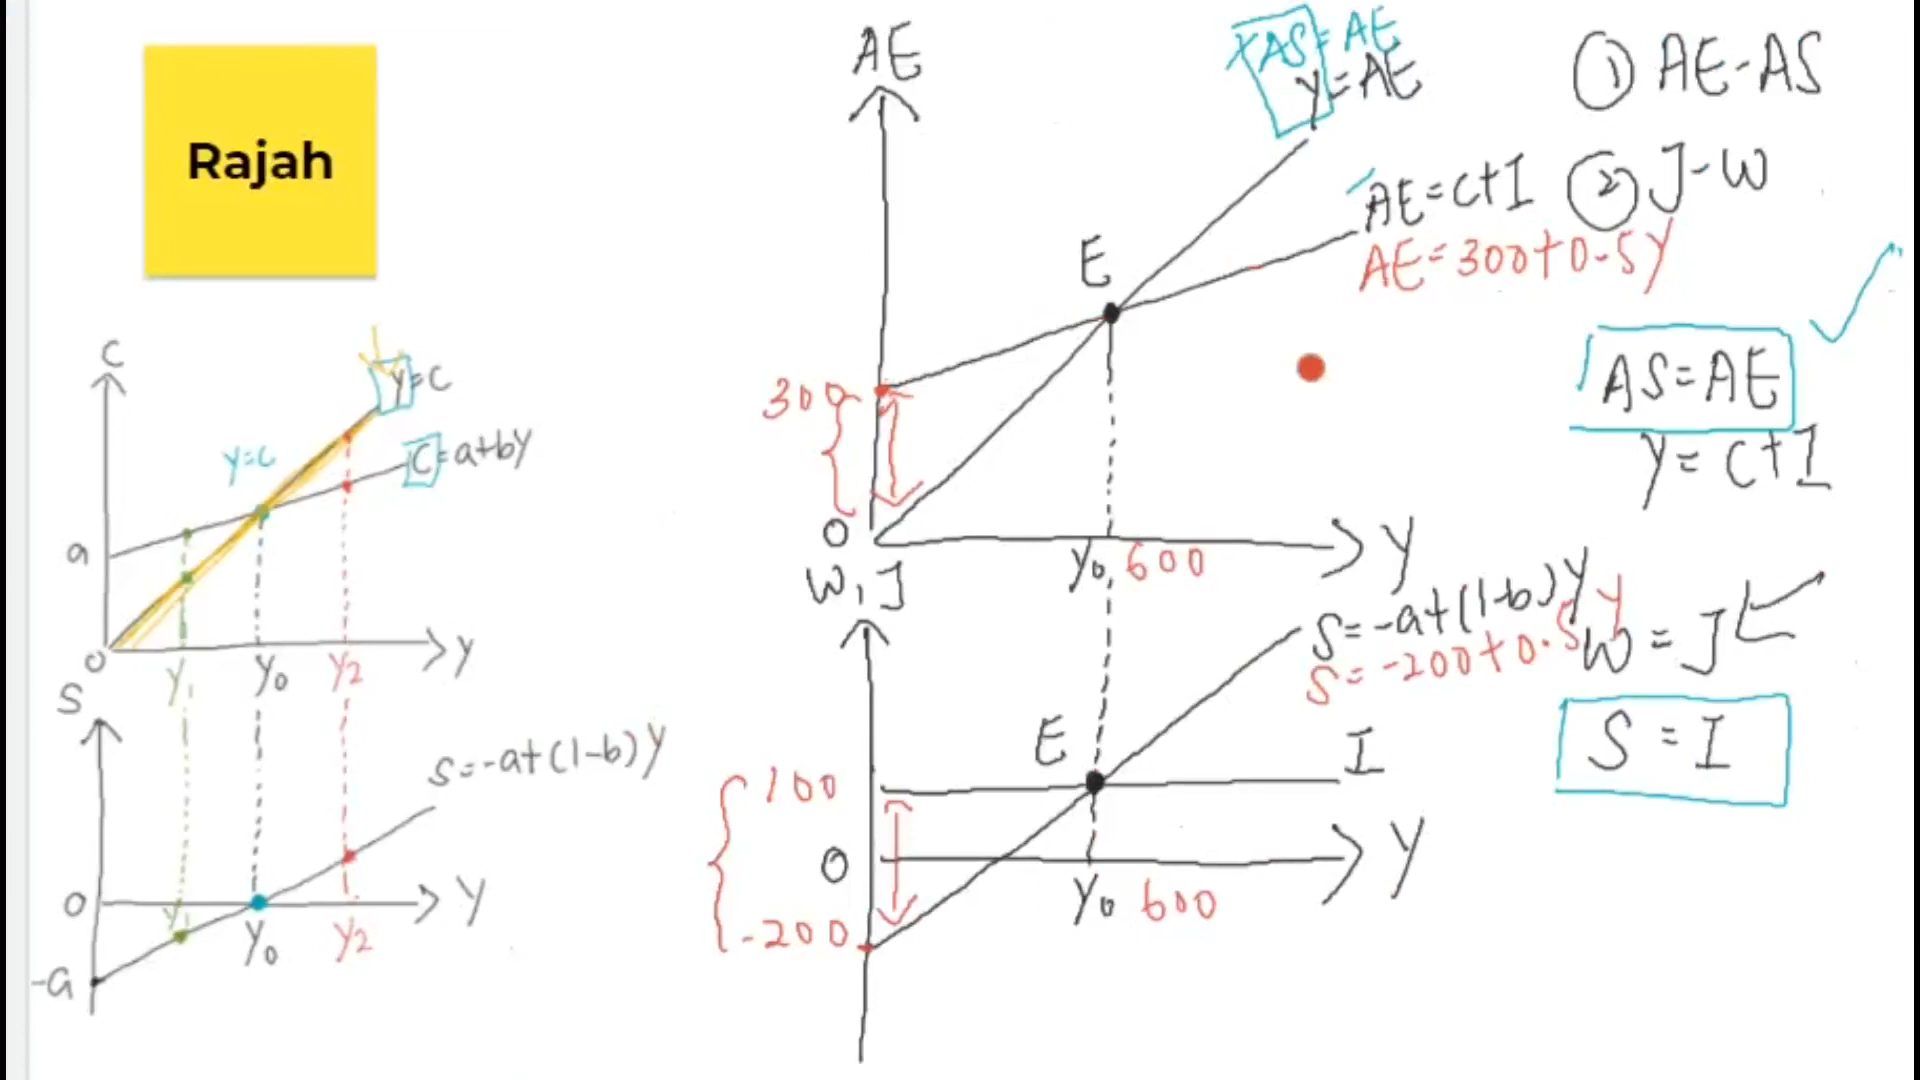 Rajah
C
Y=C
Y=C
C=a+bY
a
O
Y
Y
Y₀
Y₂
S
S=-a+(1-b)Y
O
Y
Y
Y₀
Y₂
-a
AE
AS=AE
Y=AE
AE=C+I
AE=300+0.5Y
E
300
O
Y₀ 600
Y
W,J
S=-a+(1-b)Y
S=-200+0.5Y
E
I
100
O
Y
Y₀ 600
-200
① AE-AS
② J-W
AS=AE
Y=C+I
W=J
S=I